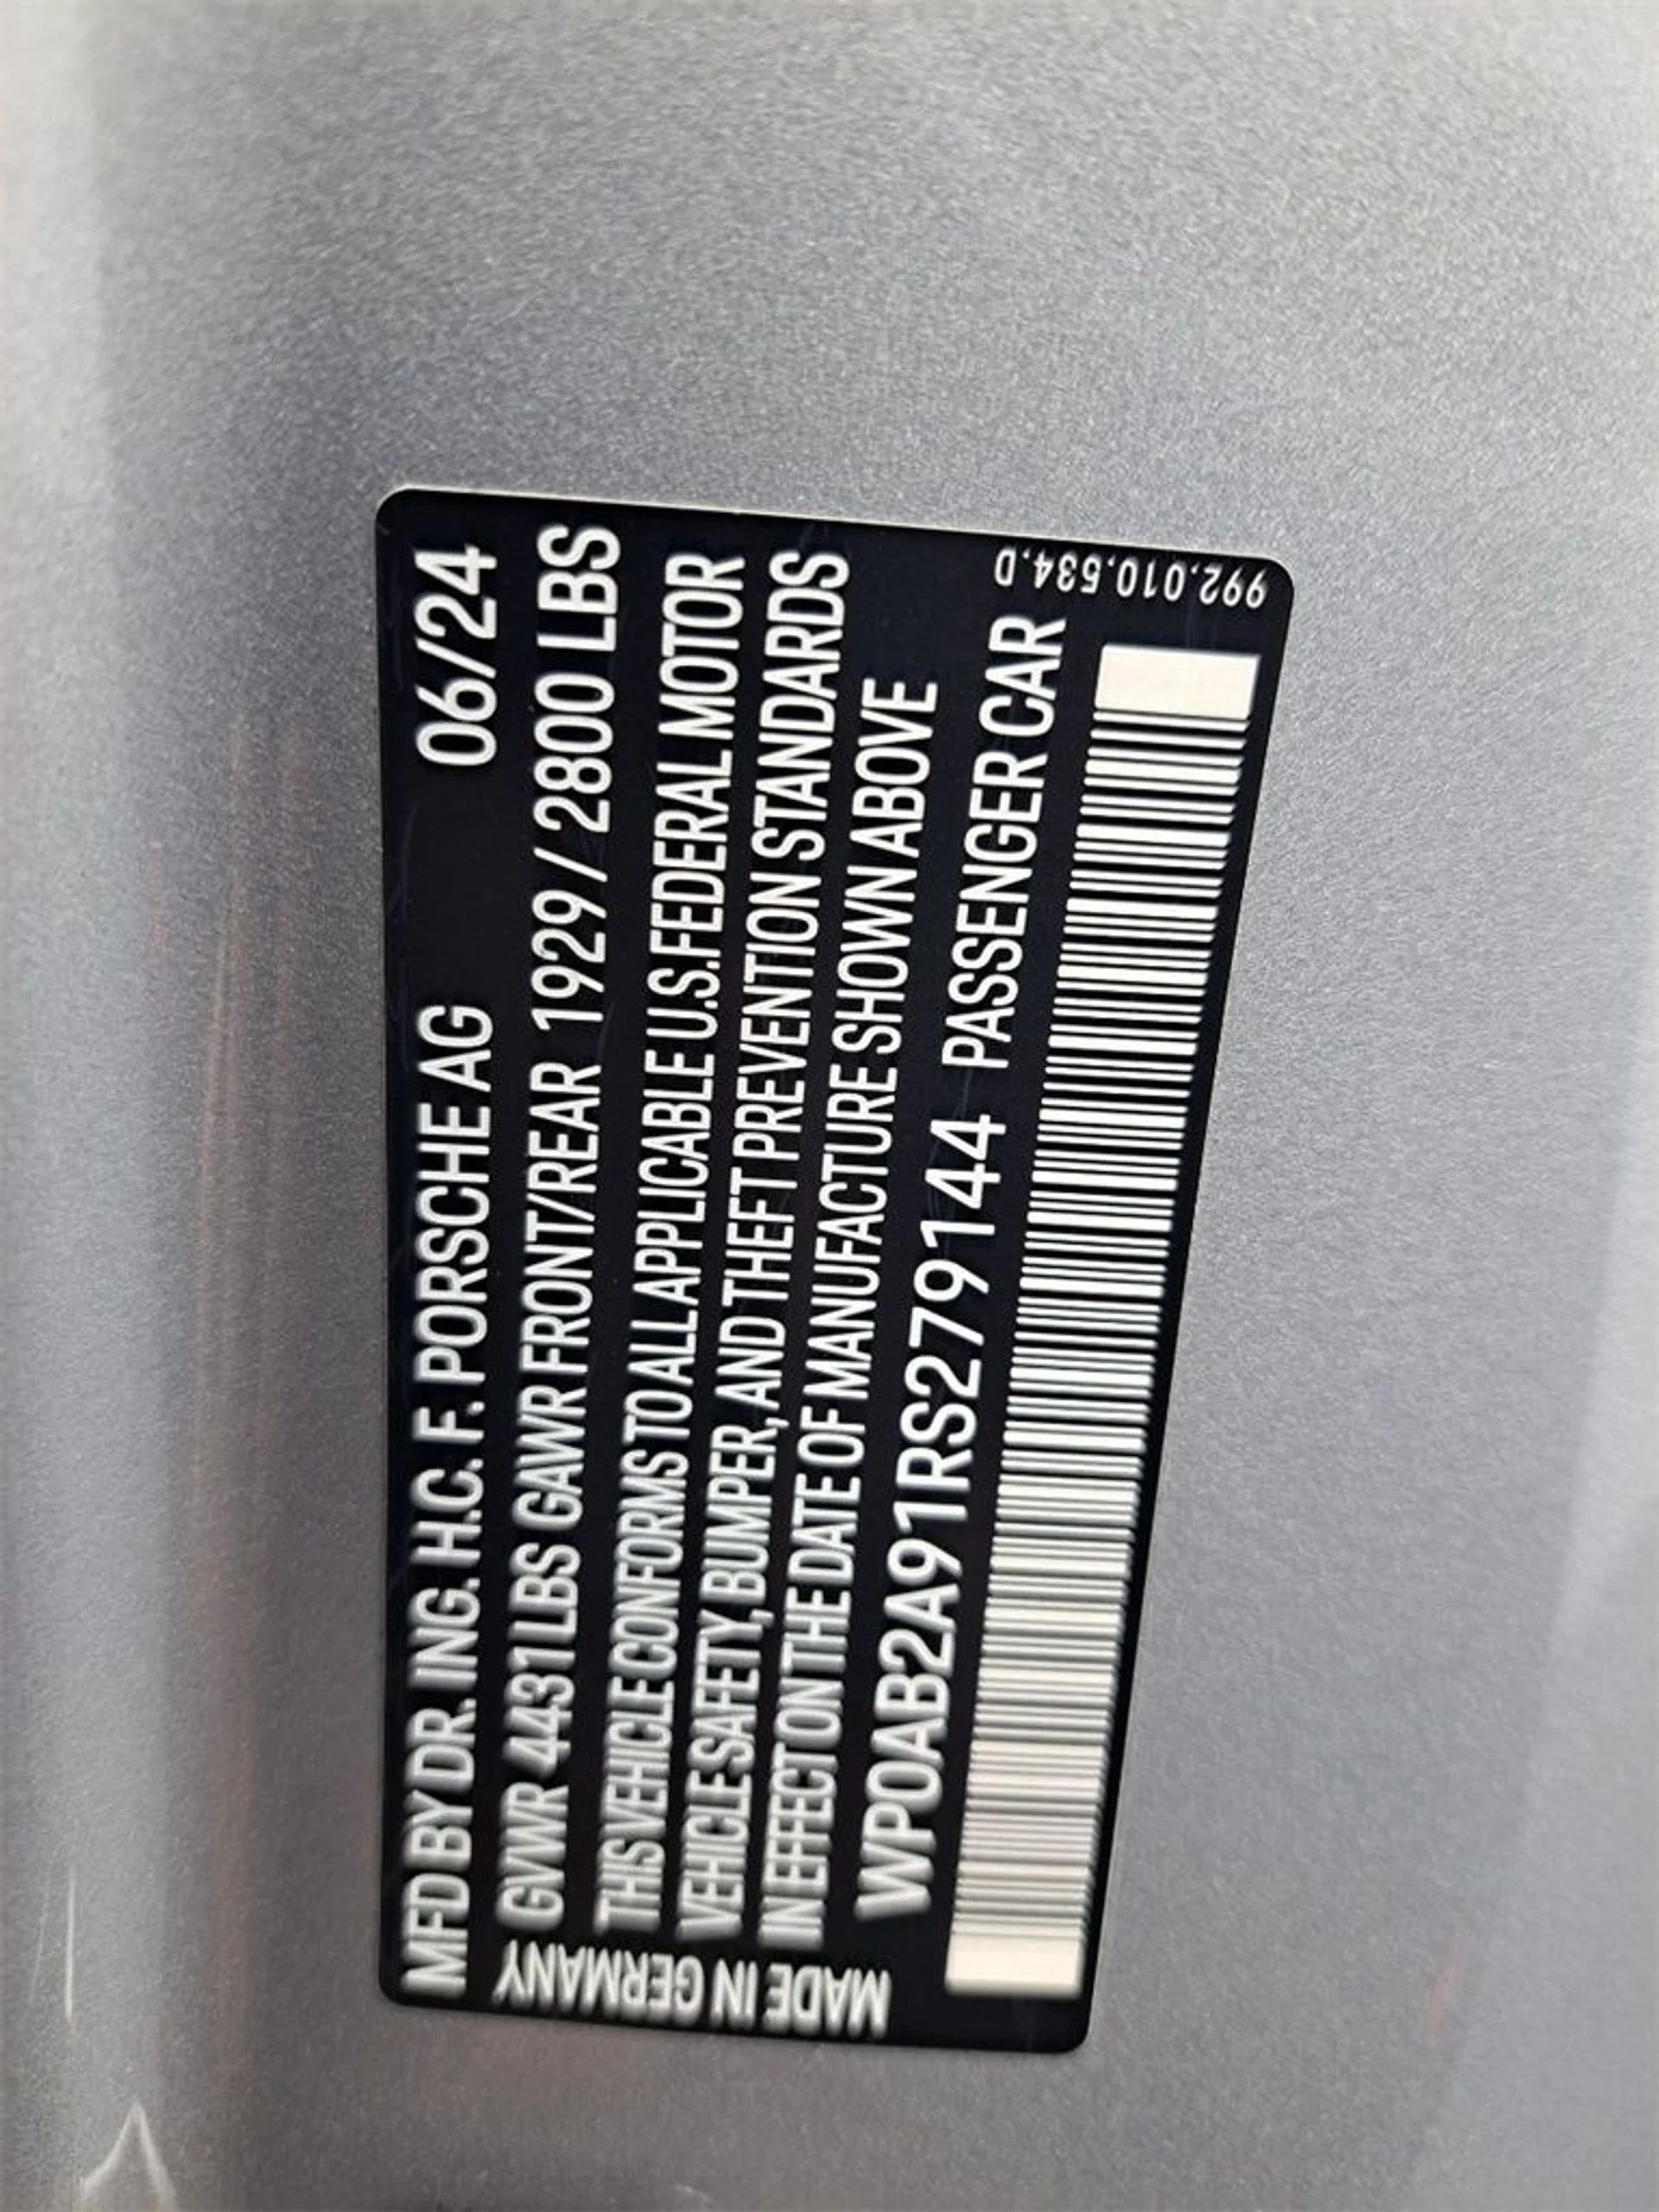 MFD BY DR. ING. H.C. F. PORSCHE AG 06/24
GVWR 4431LBS GAWR FRONT/REAR 1929 / 2800 LBS
THIS VEHICLE CONFORMS TO ALL APPLICABLE U.S.FEDERAL MOTOR
VEHICLE SAFETY, BUMPER, AND THEFT PREVENTION STANDARDS
IN EFFECT ON THE DATE OF MANUFACTURE SHOWN ABOVE
WP0AB2A91RS279144 PASSENGER CAR
MADE IN GERMANY
992.010.534.D